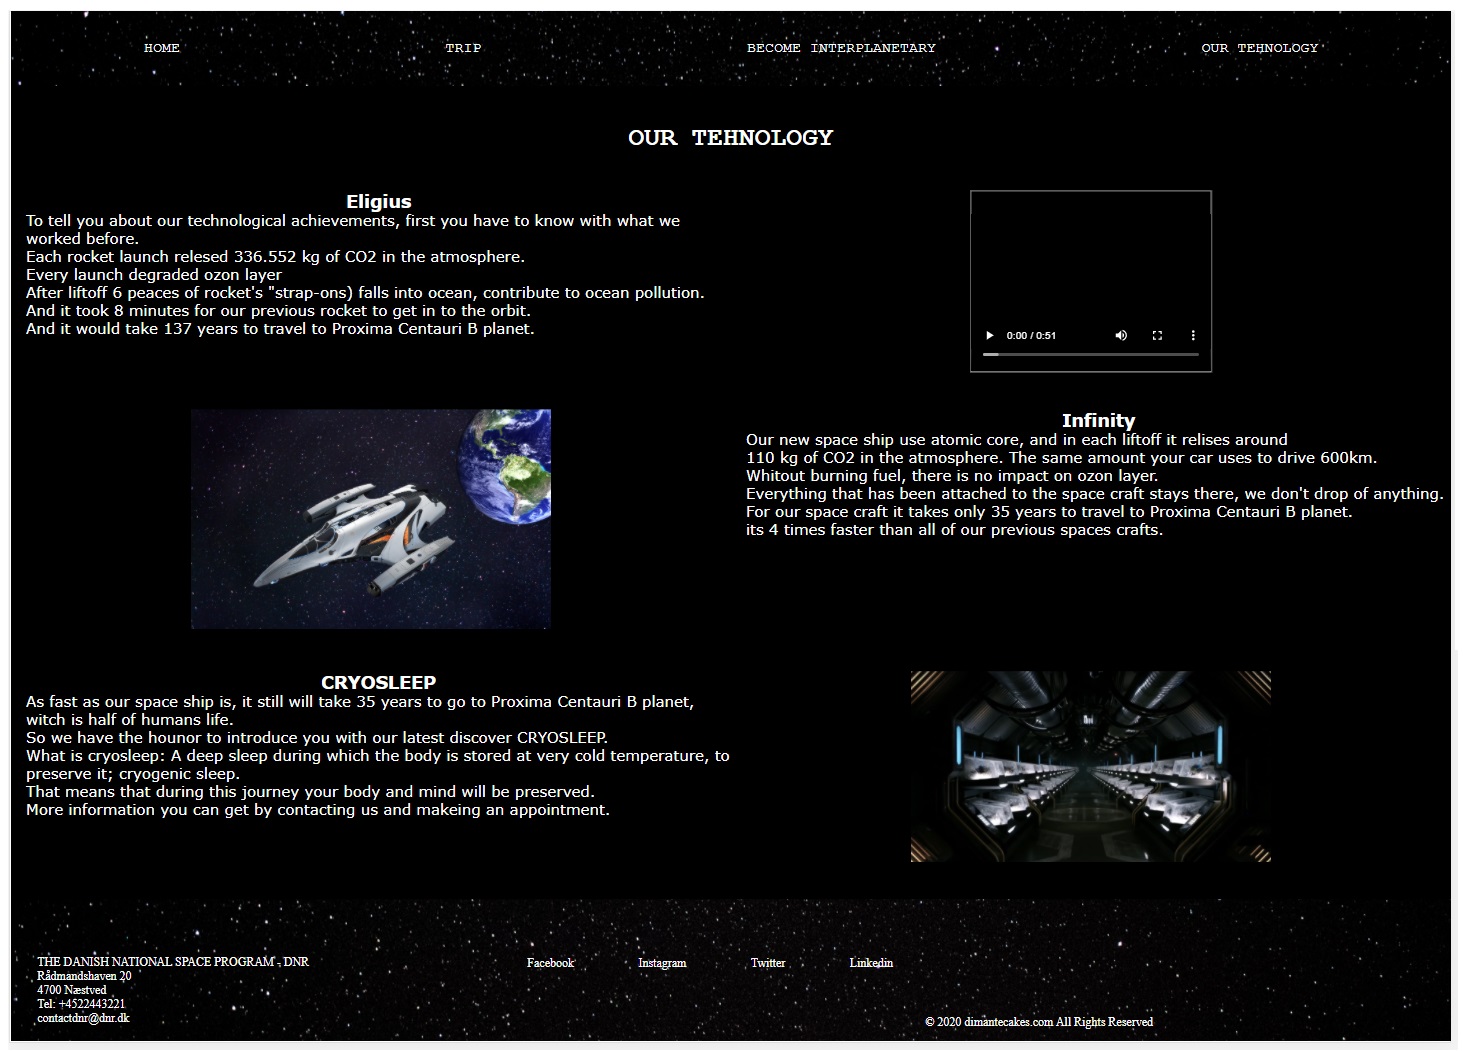 HOME TRIP BECOME INTERPLANETARY OUR TEHNOLOGY
OUR TEHNOLOGY
Eligius
To tell you about our technological achievements, first you have to know with what we
worked before.
Each rocket launch relesed 336.552 kg of CO2 in the atmosphere.
Every launch degraded ozon layer
After liftoff 6 peaces of rocket's "strap-ons) falls into ocean, contribute to ocean pollution.
And it took 8 minutes for our previous rocket to get in to the orbit.
And it would take 137 years to travel to Proxima Centauri B planet.
0:00 / 0:51
Infinity
Our new space ship use atomic core, and in each liftoff it relises around
110 kg of CO2 in the atmosphere. The same amount your car uses to drive 600km.
Whitout burning fuel, there is no impact on ozon layer.
Everything that has been attached to the space craft stays there, we don't drop of anything.
For our space craft it takes only 35 years to travel to Proxima Centauri B planet.
its 4 times faster than all of our previous spaces crafts.
CRYOSLEEP
As fast as our space ship is, it still will take 35 years to go to Proxima Centauri B planet,
witch is half of humans life.
So we have the hounor to introduce you with our latest discover CRYOSLEEP.
What is cryosleep: A deep sleep during which the body is stored at very cold temperature, to
preserve it; cryogenic sleep.
That means that during this journey your body and mind will be preserved.
More information you can get by contacting us and makeing an appointment.
THE DANISH NATIONAL SPACE PROGRAM - DNR
Rådmandshaven 20
4700 Næstved
Tel: +4522443221
contactdnr@dnr.dk
Facebook Instagram Twitter Linkedin
© 2020 dimantecakes.com All Rights Reserved